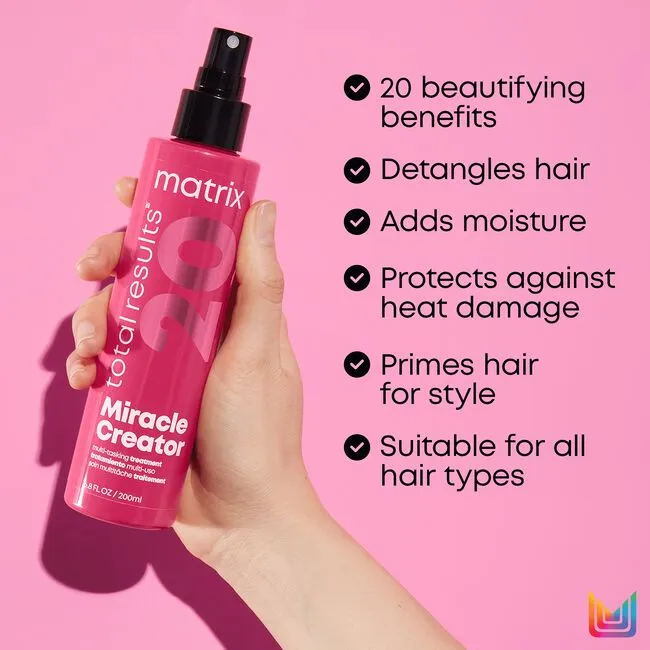 matrix
total results™
20
Miracle
Creator
multi-tasking treatment
tratamiento multi-uso
soin multitâche traitement
6.8 FL OZ / 200ml
20 beautifying
benefits
Detangles hair
Adds moisture
Protects against
heat damage
Primes hair
for style
Suitable for all
hair types